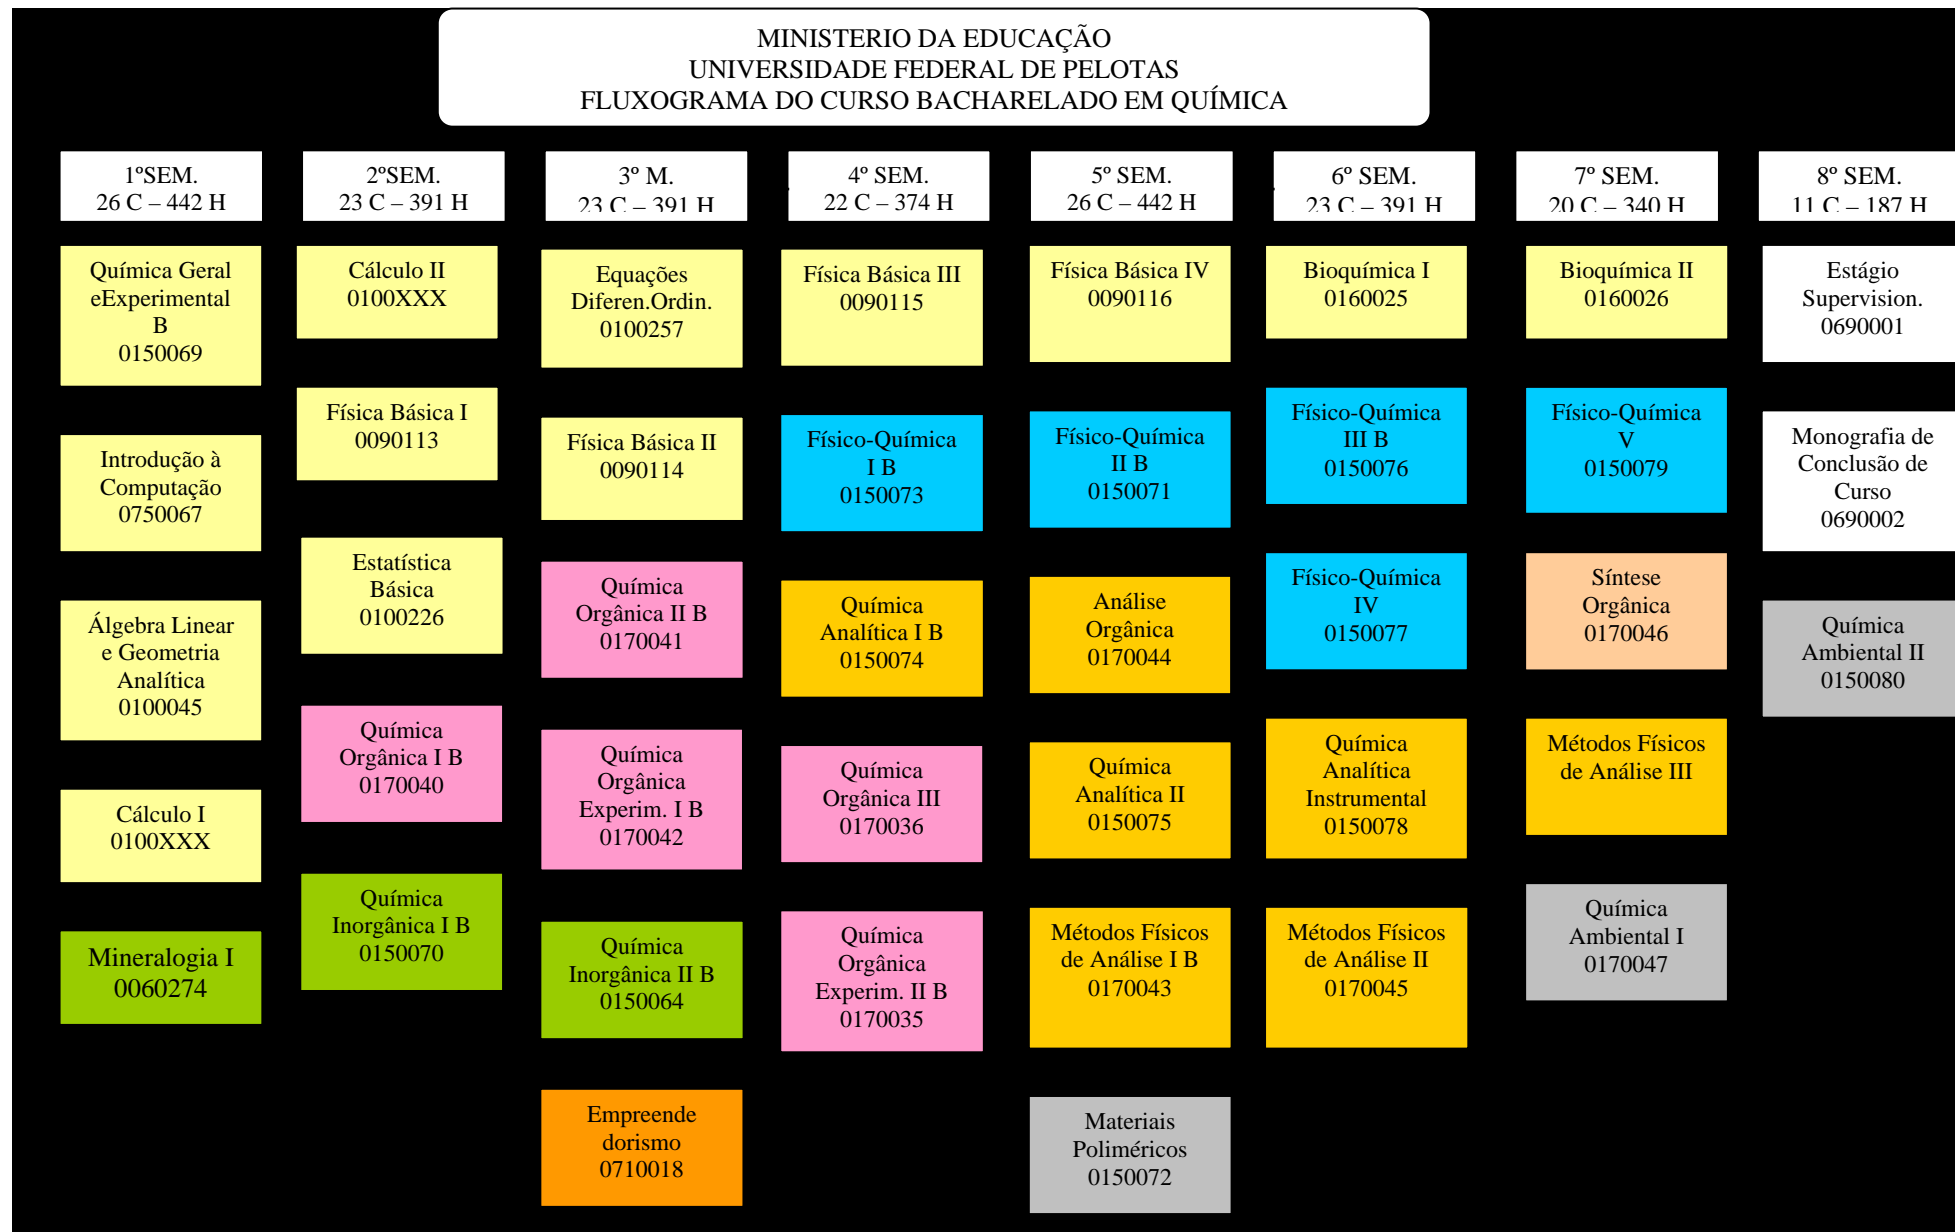 MINISTERIO DA EDUCAÇÃO
UNIVERSIDADE FEDERAL DE PELOTAS
FLUXOGRAMA DO CURSO BACHARELADO EM QUÍMICA
1ºSEM.
26 C – 442 H
2ºSEM.
23 C – 391 H
3º M.
23 C – 391 H
4º SEM.
22 C – 374 H
5º SEM.
26 C – 442 H
6º SEM.
23 C – 391 H
7º SEM.
20 C – 340 H
8º SEM.
11 C – 187 H
Química Geral
eExperimental
B
0150069
Introdução à
Computação
0750067
Álgebra Linear
e Geometria
Analítica
0100045
Cálculo I
0100XXX
Mineralogia I
0060274
Cálculo II
0100XXX
Física Básica I
0090113
Estatística
Básica
0100226
Química
Orgânica I B
0170040
Química
Inorgânica I B
0150070
Equações
Diferen.Ordin.
0100257
Física Básica II
0090114
Química
Orgânica II B
0170041
Química
Orgânica
Experim. I B
0170042
Química
Inorgânica II B
0150064
Empreende
dorismo
0710018
Física Básica III
0090115
Físico-Química
I B
0150073
Química
Analítica I B
0150074
Química
Orgânica III
0170036
Química
Orgânica
Experim. II B
0170035
Física Básica IV
0090116
Físico-Química
II B
0150071
Análise
Orgânica
0170044
Química
Analítica II
0150075
Métodos Físicos
de Análise I B
0170043
Materiais
Poliméricos
0150072
Bioquímica I
0160025
Físico-Química
III B
0150076
Físico-Química
IV
0150077
Química
Analítica
Instrumental
0150078
Métodos Físicos
de Análise II
0170045
Bioquímica II
0160026
Físico-Química
V
0150079
Síntese
Orgânica
0170046
Métodos Físicos
de Análise III
Química
Ambiental I
0170047
Estágio
Supervision.
0690001
Monografia de
Conclusão de
Curso
0690002
Química
Ambiental II
0150080